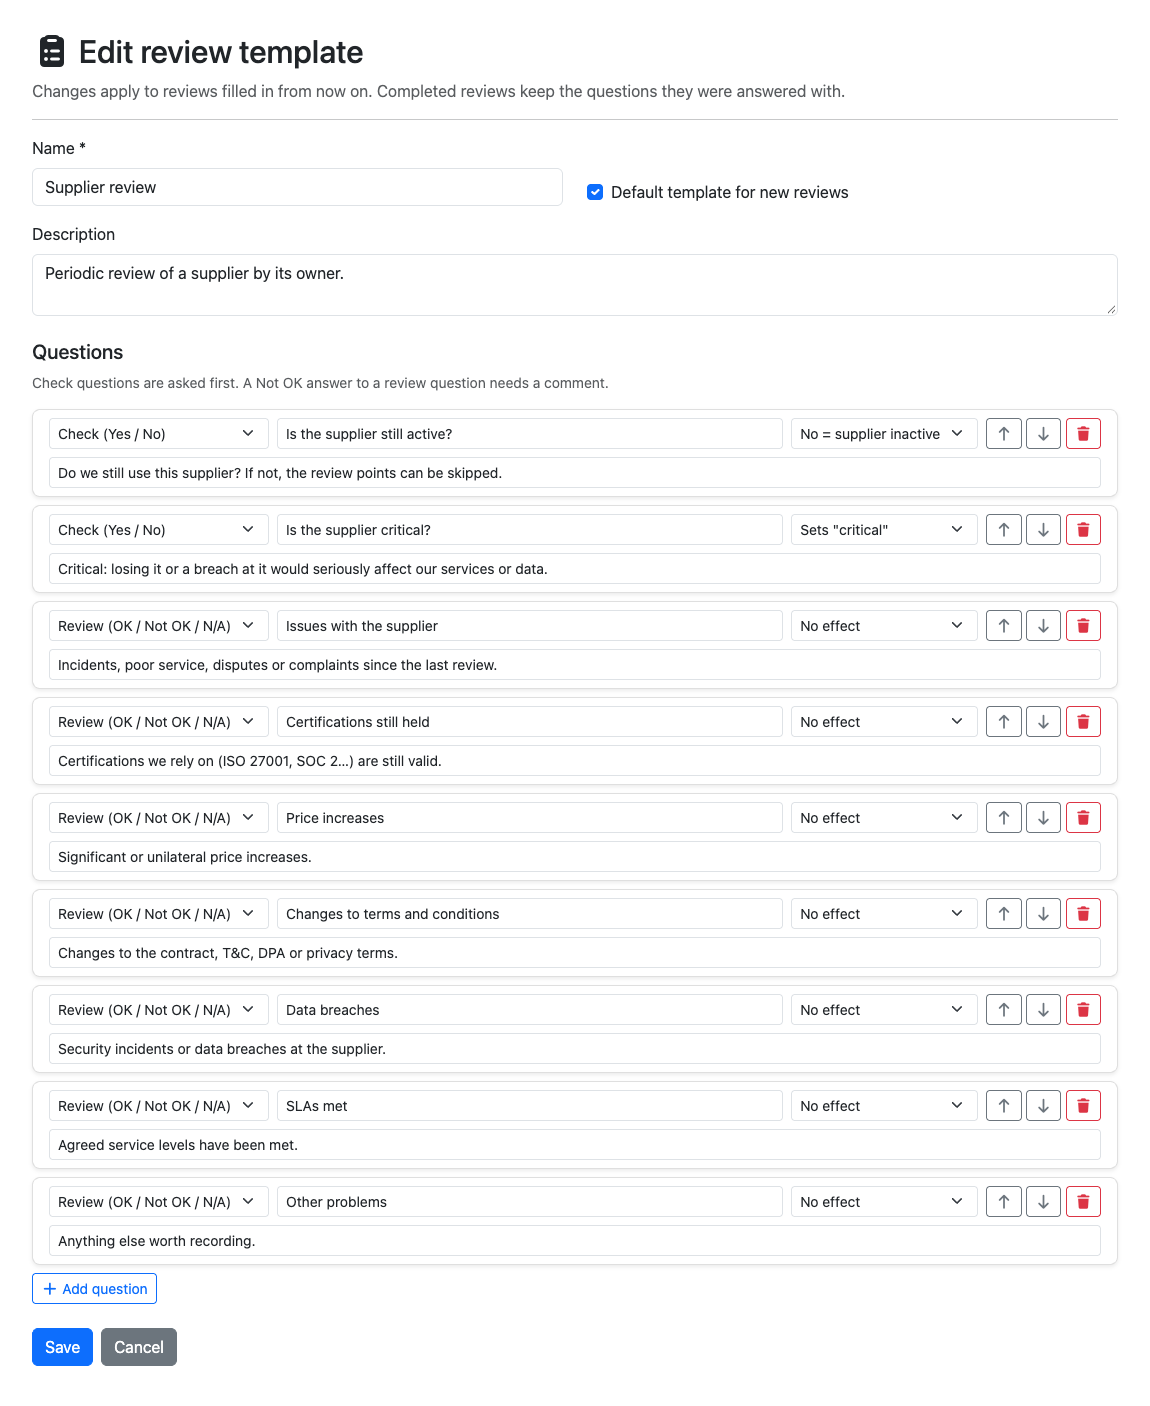 Edit review template
Changes apply to reviews filled in from now on. Completed reviews keep the questions they were answered with.
Name *
Supplier review
Default template for new reviews
Description
Periodic review of a supplier by its owner.
Questions
Check questions are asked first. A Not OK answer to a review question needs a comment.
Check (Yes / No) Is the supplier still active? No = supplier inactive
Do we still use this supplier? If not, the review points can be skipped.
Check (Yes / No) Is the supplier critical? Sets "critical"
Critical: losing it or a breach at it would seriously affect our services or data.
Review (OK / Not OK / N/A) Issues with the supplier No effect
Incidents, poor service, disputes or complaints since the last review.
Review (OK / Not OK / N/A) Certifications still held No effect
Certifications we rely on (ISO 27001, SOC 2...) are still valid.
Review (OK / Not OK / N/A) Price increases No effect
Significant or unilateral price increases.
Review (OK / Not OK / N/A) Changes to terms and conditions No effect
Changes to the contract, T&C, DPA or privacy terms.
Review (OK / Not OK / N/A) Data breaches No effect
Security incidents or data breaches at the supplier.
Review (OK / Not OK / N/A) SLAs met No effect
Agreed service levels have been met.
Review (OK / Not OK / N/A) Other problems No effect
Anything else worth recording.
Add question
Save Cancel